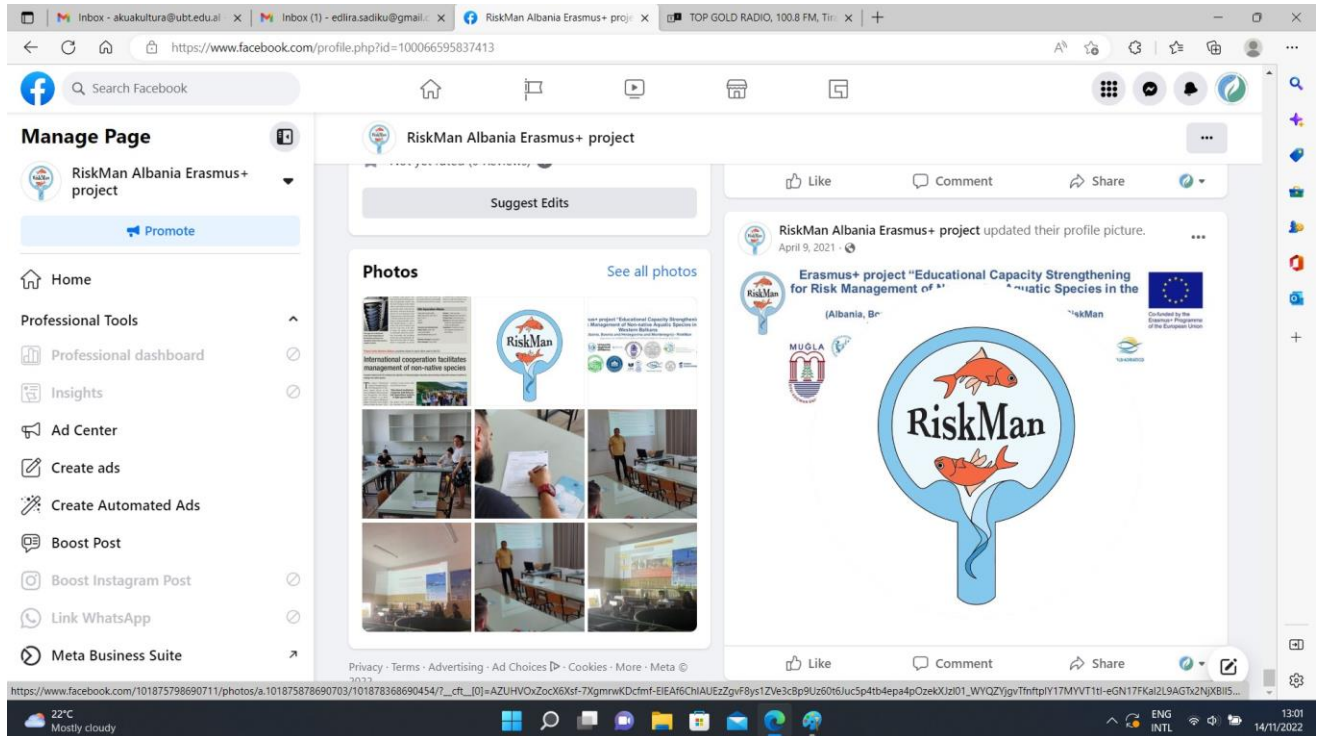 Inbox - akuakultura@ubt.edu.al
Inbox (1) - edlira.sadiku@gmail.c
RiskMan Albania Erasmus+ proje
TOP GOLD RADIO, 100.8 FM, Tir
https://www.facebook.com/profile.php?id=100066595837413
Search Facebook
Manage Page
RiskMan Albania Erasmus+
project
Promote
Home
Professional Tools
Professional dashboard
Insights
Ad Center
Create ads
Create Automated Ads
Boost Post
Boost Instagram Post
Link WhatsApp
Meta Business Suite
RiskMan Albania Erasmus+ project
Suggest Edits
Photos
See all photos
International cooperation facilitates
management of non-native species
RiskMan
Privacy · Terms · Advertising · Ad Choices · Cookies · More · Meta ©
2022
Like Comment Share
RiskMan Albania Erasmus+ project updated their profile picture.
April 9, 2021
RiskMan
Erasmus+ project "Educational Capacity Strengthening
for Risk Management of Aquatic Species in the
(Albania,
Co-funded by the
Erasmus+ Programme
of the European Union
MUĞLA
RiskMan
Like Comment Share
22°C
Mostly cloudy
ENG
INTL
13:01
14/11/2022